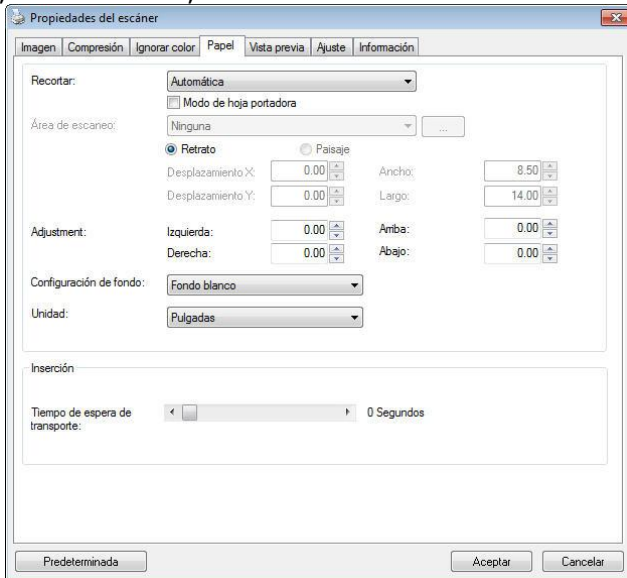 Propiedades del escáner
Imagen Compresión Ignorar color Papel Vista previa Ajuste Información
Recortar: Automática
Modo de hoja portadora
Área de escaneo: Ninguna ...
Retrato Paisaje
Desplazamiento X: 0.00 Ancho: 8.50
Desplazamiento Y: 0.00 Largo: 14.00
Adjustment: Izquierda: 0.00 Arriba: 0.00
Derecha: 0.00 Abajo: 0.00
Configuración de fondo: Fondo blanco
Unidad: Pulgadas
Inserción
Tiempo de espera de 0 Segundos
transporte:
Predeterminada Aceptar Cancelar